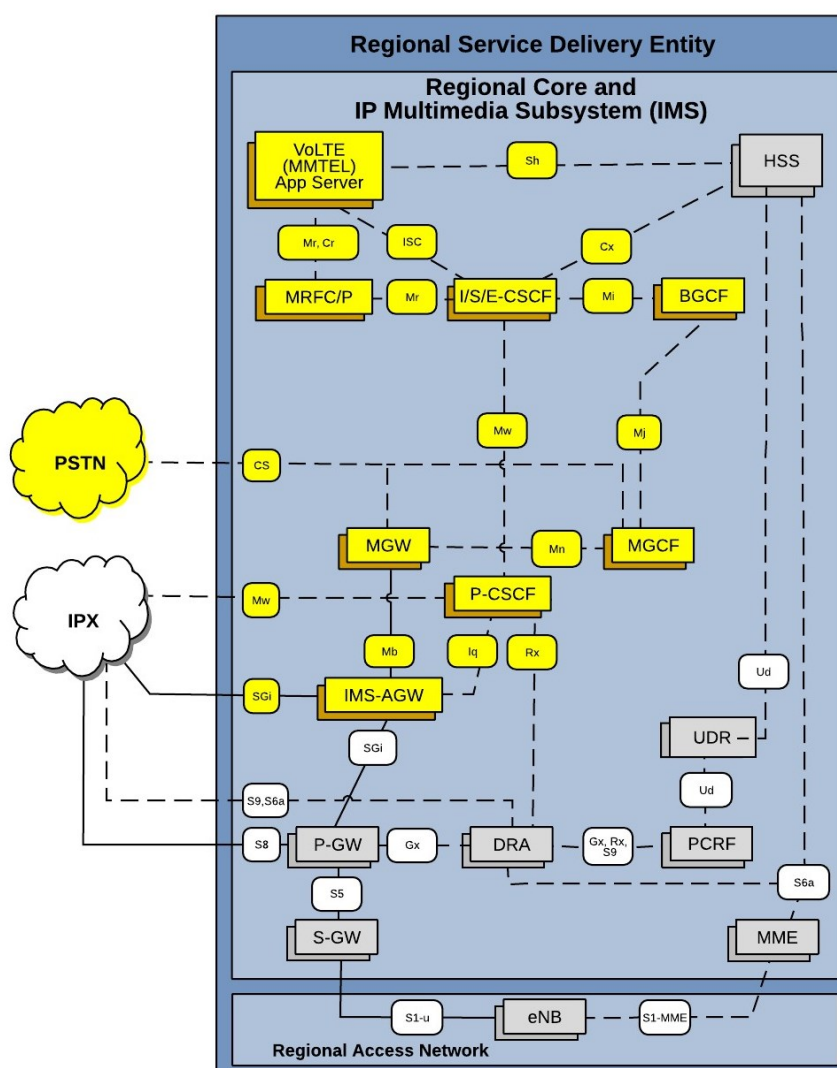 Regional Service Delivery Entity
Regional Core and
IP Multimedia Subsystem (IMS)
VoLTE
(MMTEL)
App Server
Sh
HSS
Mr, Cr
ISC
Cx
MRFC/P
Mr
I/S/E-CSCF
Mi
BGCF
Mw
Mj
PSTN
CS
MGW
Mn
MGCF
IPX
Mw
P-CSCF
Mb
Iq
Rx
Ud
SGi
IMS-AGW
SGi
UDR
Ud
S9,S6a
S8
P-GW
Gx
DRA
Gx, Rx,
S9
PCRF
S5
S6a
S-GW
MME
S1-u
eNB
S1-MME
Regional Access Network